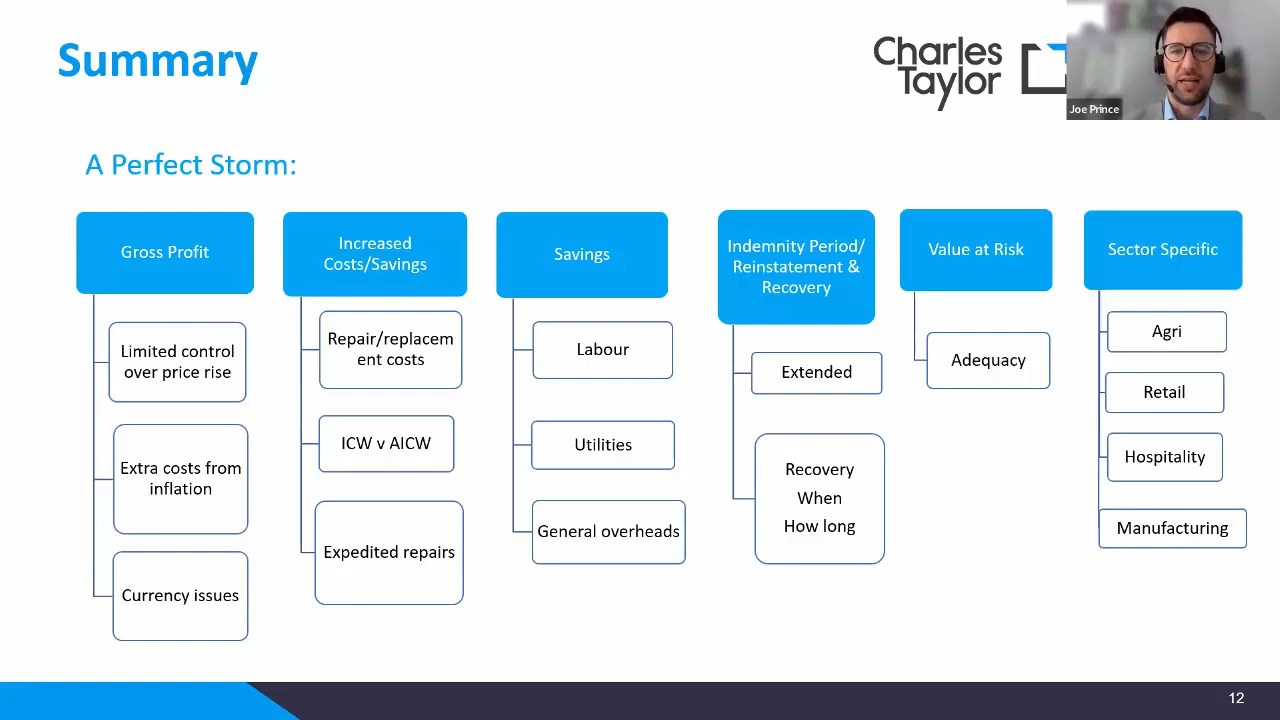 Summary
Charles
Taylor
Joe Prince
A Perfect Storm:
Gross Profit
Limited control
over price rise
Extra costs from
inflation
Currency issues
Increased
Costs/Savings
Repair/replacem
ent costs
ICW v AICW
Expedited repairs
Savings
Labour
Utilities
General overheads
Indemnity Period/
Reinstatement &
Recovery
Extended
Recovery
When
How long
Value at Risk
Adequacy
Sector Specific
Agri
Retail
Hospitality
Manufacturing
12